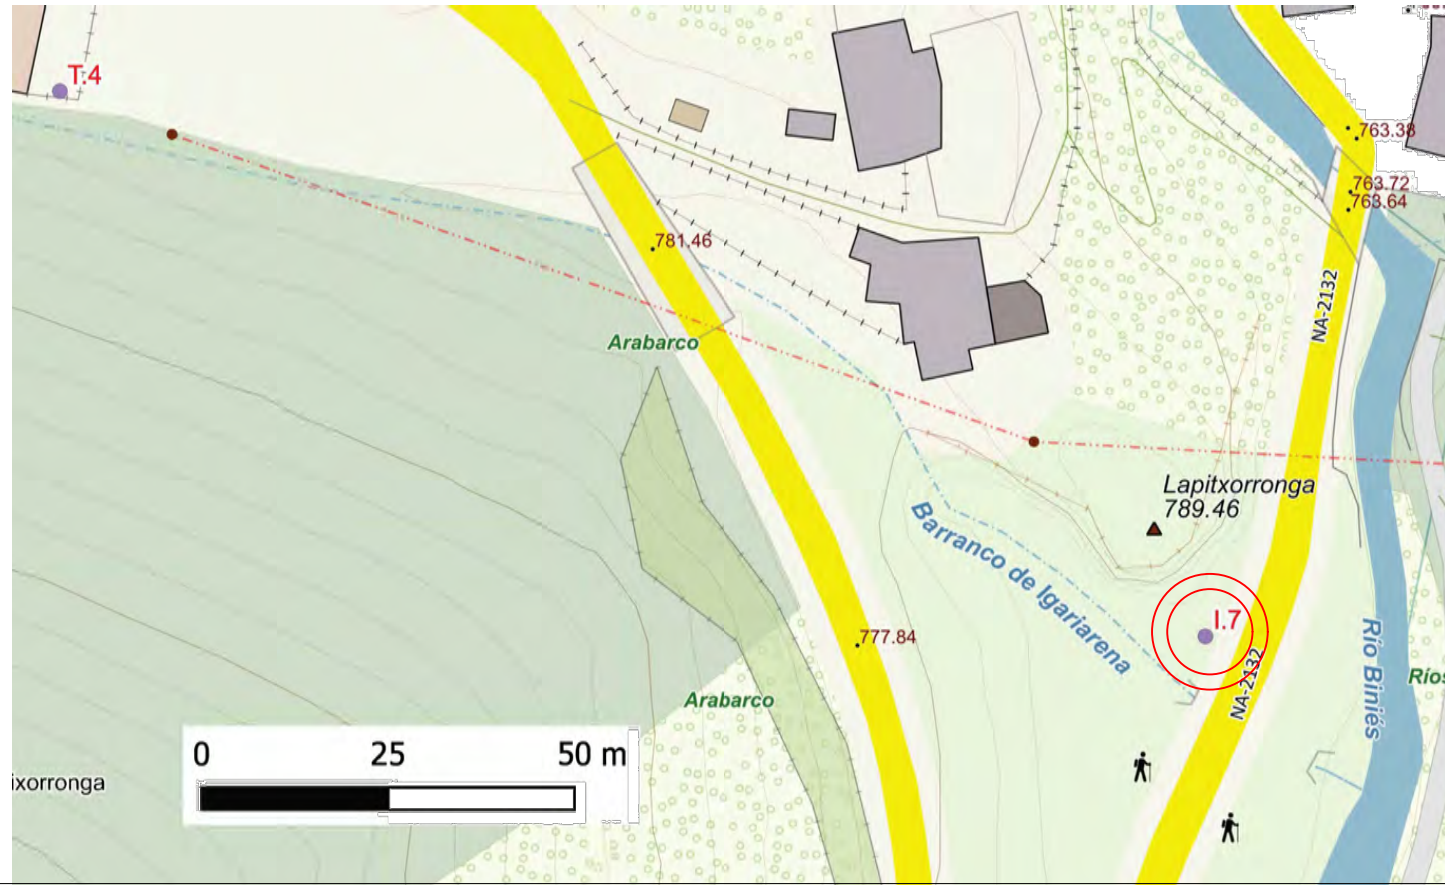 T.4
763.38
763.72
763.64
781.46
NA-2132
Arabarco
Lapitxorronga
789.46
Barranco de Igariarena
I.7
777.84
Río Biniés
NA-2132
Ríos
Arabarco
0 25 50 m
ixorronga